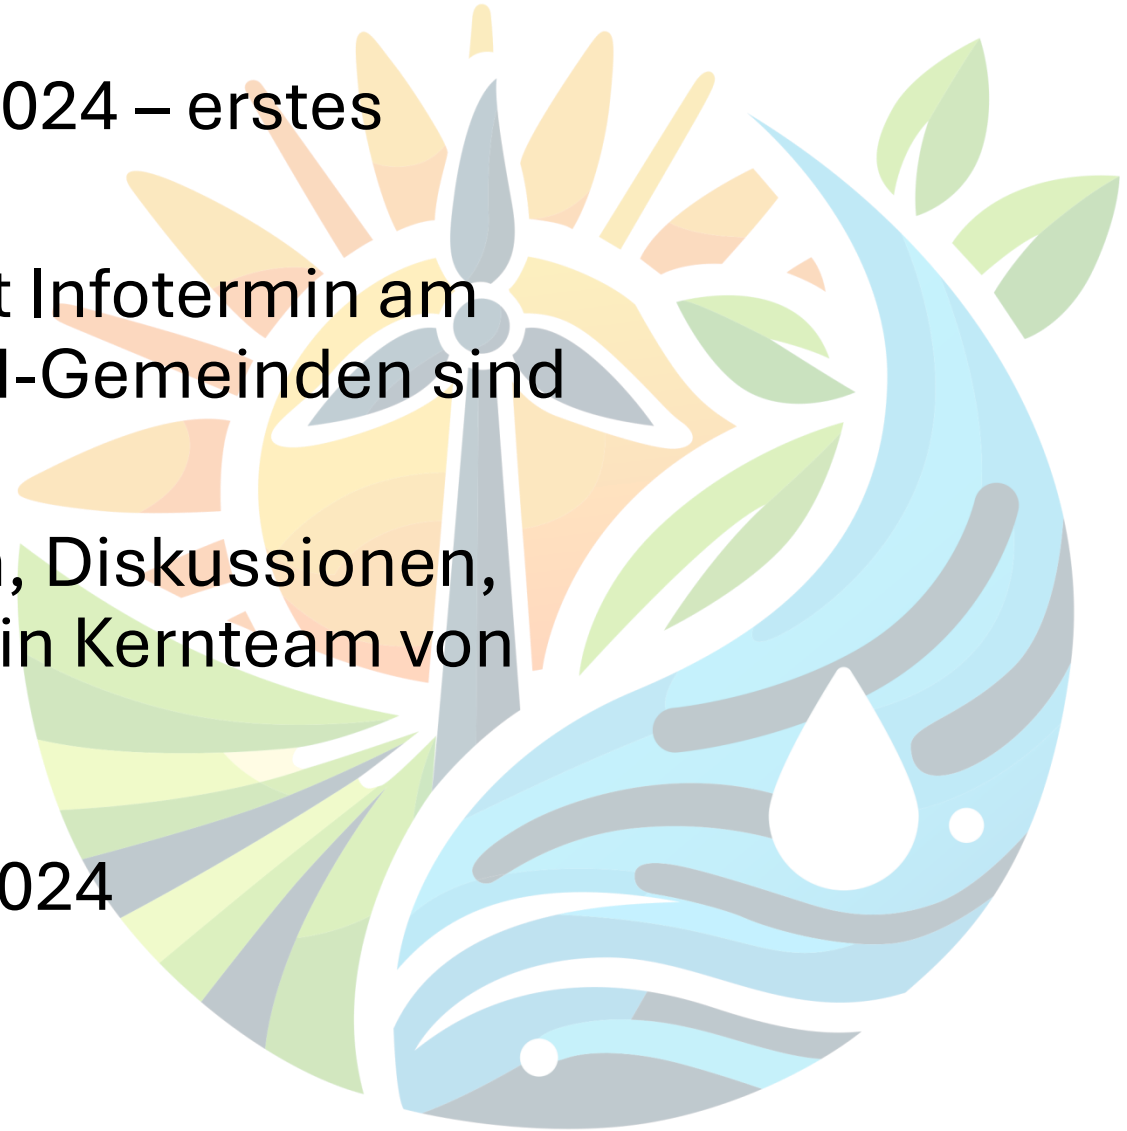 024 – erstes
t Infotermin am
l-Gemeinden sind
, Diskussionen,
in Kernteam von
024